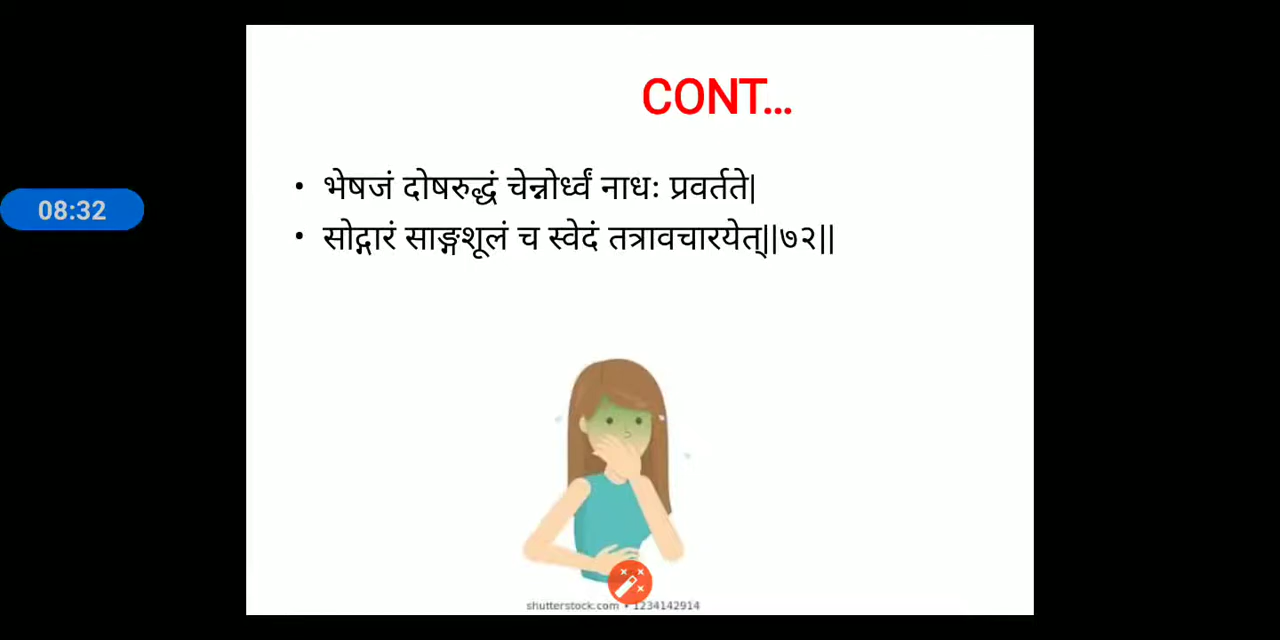 CONT...
08:32
• भेषजं दोषरुद्धं चेन्नोर्ध्वं नाधः प्रवर्तते|
• सोद्गारं साङ्गशूलं च स्वेदं तत्रावचारयेत्||७२||
shutterstock.com • 1234142914